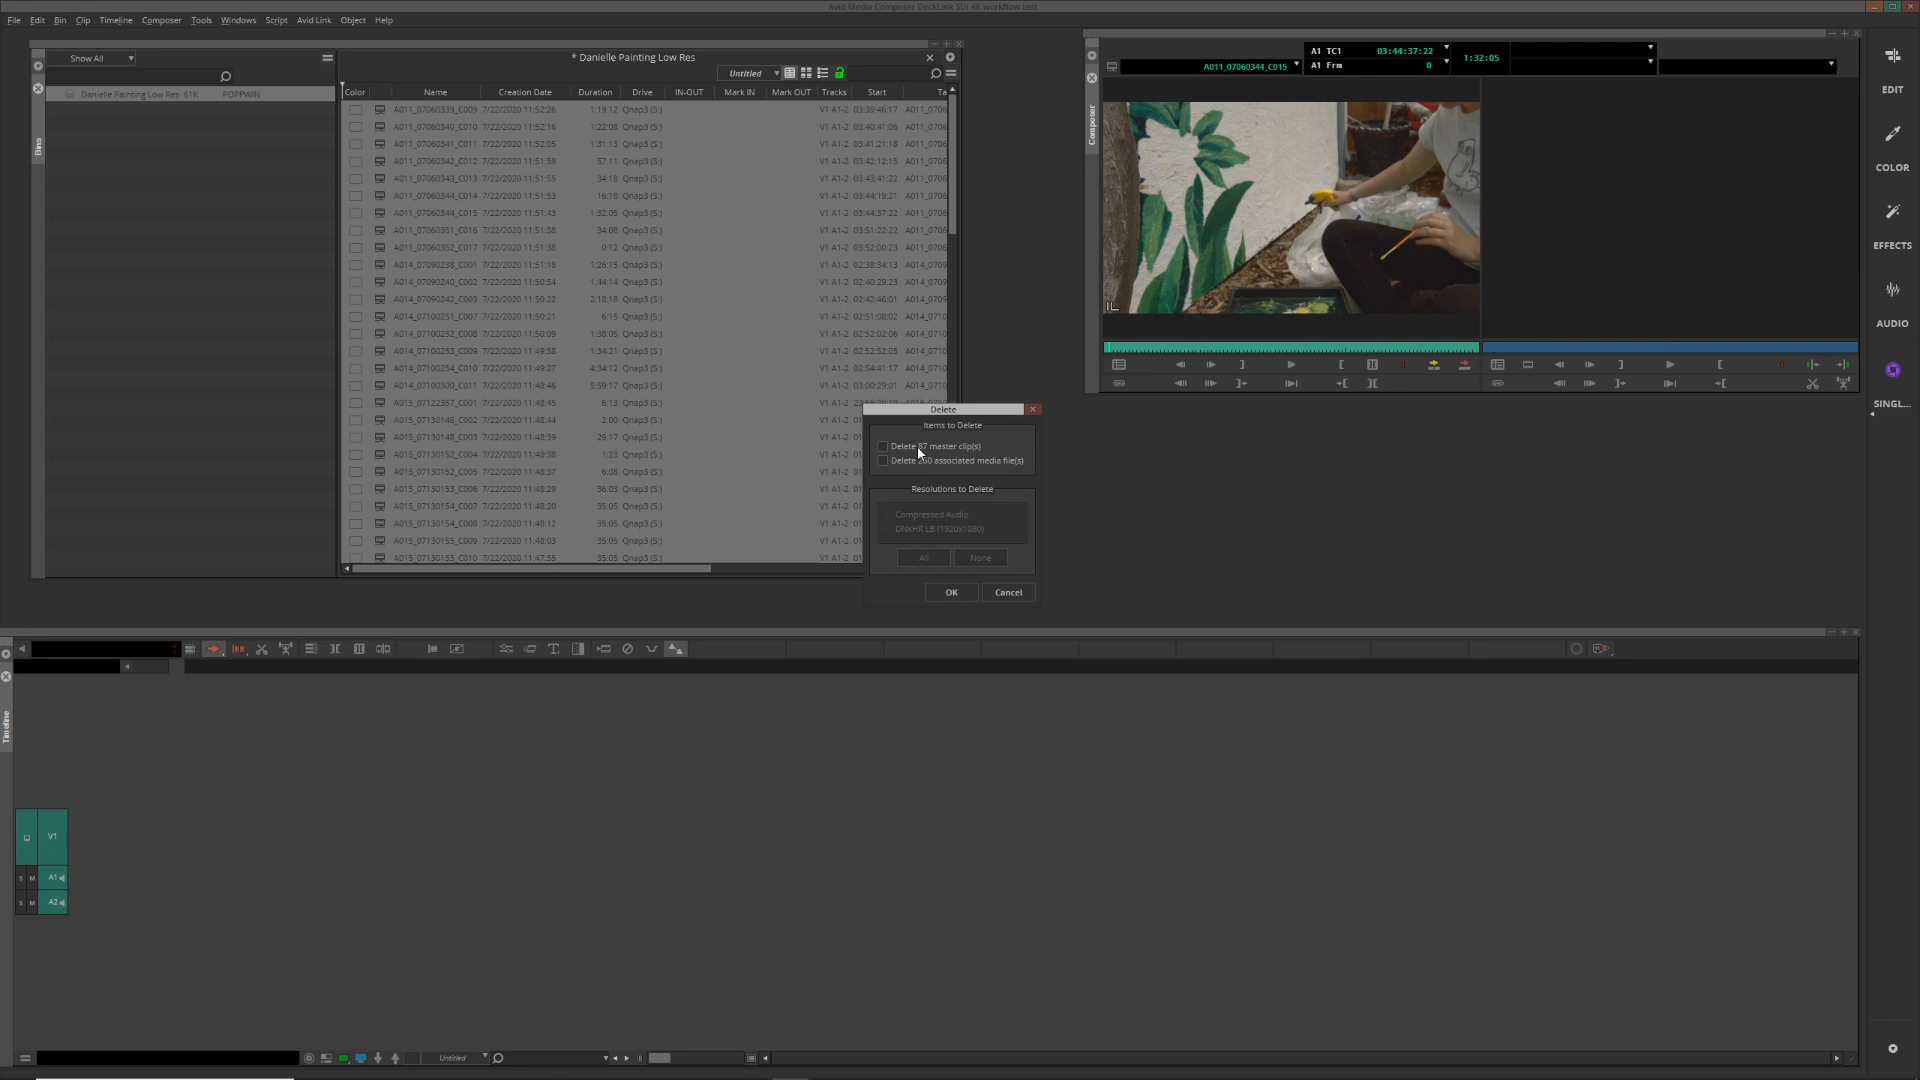 Avid Media Composer DeckLink SDI 4K workflow test
File Edit Bin Clip Timeline Composer Tools Windows Script Avid Link Object Help
Show All
* Danielle Painting Low Res
Untitled
Danielle Painting Low Res 61K POPPWIN
Bins
Color Name Creation Date Duration Drive IN-OUT Mark IN Mark OUT Tracks Start Ta
A011_07060339_C009 7/22/2020 11:52:26 1:19:12 Qnap3 (S:) V1 A1-2 03:39:46:17 A011_0706
A011_07060340_C010 7/22/2020 11:52:16 1:22:08 Qnap3 (S:) V1 A1-2 03:40:41:06 A011_0706
A011_07060341_C011 7/22/2020 11:52:05 1:31:13 Qnap3 (S:) V1 A1-2 03:41:21:18 A011_0706
A011_07060342_C012 7/22/2020 11:51:59 57:11 Qnap3 (S:) V1 A1-2 03:42:12:15 A011_0706
A011_07060343_C013 7/22/2020 11:51:55 34:18 Qnap3 (S:) V1 A1-2 03:43:41:22 A011_0706
A011_07060344_C014 7/22/2020 11:51:53 16:18 Qnap3 (S:) V1 A1-2 03:44:19:21 A011_0706
A011_07060344_C015 7/22/2020 11:51:43 1:32:05 Qnap3 (S:) V1 A1-2 03:44:37:22 A011_0706
A011_07060351_C016 7/22/2020 11:51:38 34:08 Qnap3 (S:) V1 A1-2 03:51:22:22 A011_0706
A011_07060352_C017 7/22/2020 11:51:38 0:12 Qnap3 (S:) V1 A1-2 03:52:00:23 A011_0706
A014_07090238_C001 7/22/2020 11:51:18 1:26:15 Qnap3 (S:) V1 A1-2 02:38:34:13 A014_0709
A014_07090240_C002 7/22/2020 11:50:54 1:44:14 Qnap3 (S:) V1 A1-2 02:40:29:23 A014_0709
A014_07090242_C003 7/22/2020 11:50:22 2:18:18 Qnap3 (S:) V1 A1-2 02:42:46:01 A014_0709
A014_07100251_C007 7/22/2020 11:50:21 6:15 Qnap3 (S:) V1 A1-2 02:51:08:02 A014_0710
A014_07100252_C008 7/22/2020 11:50:09 1:38:05 Qnap3 (S:) V1 A1-2 02:52:02:06 A014_0710
A014_07100253_C009 7/22/2020 11:49:58 1:34:21 Qnap3 (S:) V1 A1-2 02:52:52:05 A014_0710
A014_07100254_C010 7/22/2020 11:49:27 4:34:12 Qnap3 (S:) V1 A1-2 02:54:41:17 A014_0710
A014_07100300_C011 7/22/2020 11:48:46 5:59:17 Qnap3 (S:) V1 A1-2 03:00:29:01 A014_0710
A015_07122357_C001 7/22/2020 11:48:45 6:13 Qnap3 (S:) V1 A1-2
A015_07130146_C002 7/22/2020 11:48:44 2:00 Qnap3 (S:) V1 A1-2 01
A015_07130148_C003 7/22/2020 11:48:39 29:17 Qnap3 (S:) V1 A1-2 01
A015_07130152_C004 7/22/2020 11:48:38 1:23 Qnap3 (S:) V1 A1-2 01
A015_07130152_C005 7/22/2020 11:48:37 6:08 Qnap3 (S:) V1 A1-2 01
A015_07130153_C006 7/22/2020 11:48:29 36:03 Qnap3 (S:) V1 A1-2 01
A015_07130154_C007 7/22/2020 11:48:20 35:05 Qnap3 (S:) V1 A1-2 01
A015_07130154_C008 7/22/2020 11:48:12 35:05 Qnap3 (S:) V1 A1-2 01
A015_07130155_C009 7/22/2020 11:48:03 35:05 Qnap3 (S:) V1 A1-2 01
A015_07130155_C010 7/22/2020 11:47:55 35:05 Qnap3 (S:) V1 A1-2 01
Delete
Items to Delete
Delete 87 master clip(s)
Delete associated media file(s)
Resolutions to Delete
Compressed Audio
DNxHR LB (1920x1080)
All None
OK Cancel
Composer
A011_07060344_C015
A1 TC1 03:44:37:22
A1 Frm 0
1:32:05
EDIT
COLOR
EFFECTS
AUDIO
SINGL...
Timeline
V1
S M A1
S M A2
Untitled